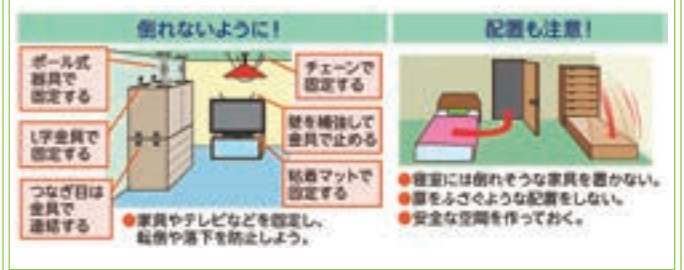 倒れないように！
ポール式
器具で
固定する
L字金具で
固定する
つなぎ目は
金具で
連結する
チェーンで
固定する
壁を補強して
金具で止める
粘着マットで
固定する
●家具やテレビなどを固定し、
転倒や落下を防止しよう。
配置も注意！
●寝室には倒れそうな家具を置かない。
●扉をふさぐような配置をしない。
●安全な空間を作っておく。